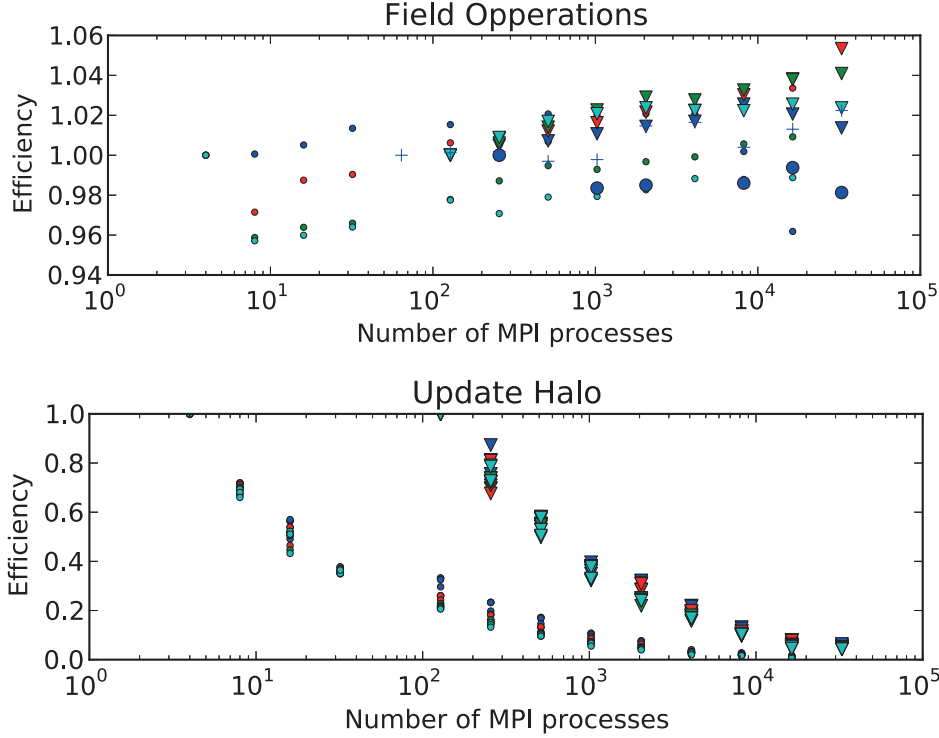 Field Opperations
1.06
1.04
1.02
1.00
0.98
0.96
0.94
Efficiency
10^0 10^1 10^2 10^3 10^4 10^5
Number of MPI processes
Update Halo
1.0
0.8
0.6
0.4
0.2
0.0
Efficiency
10^0 10^1 10^2 10^3 10^4 10^5
Number of MPI processes